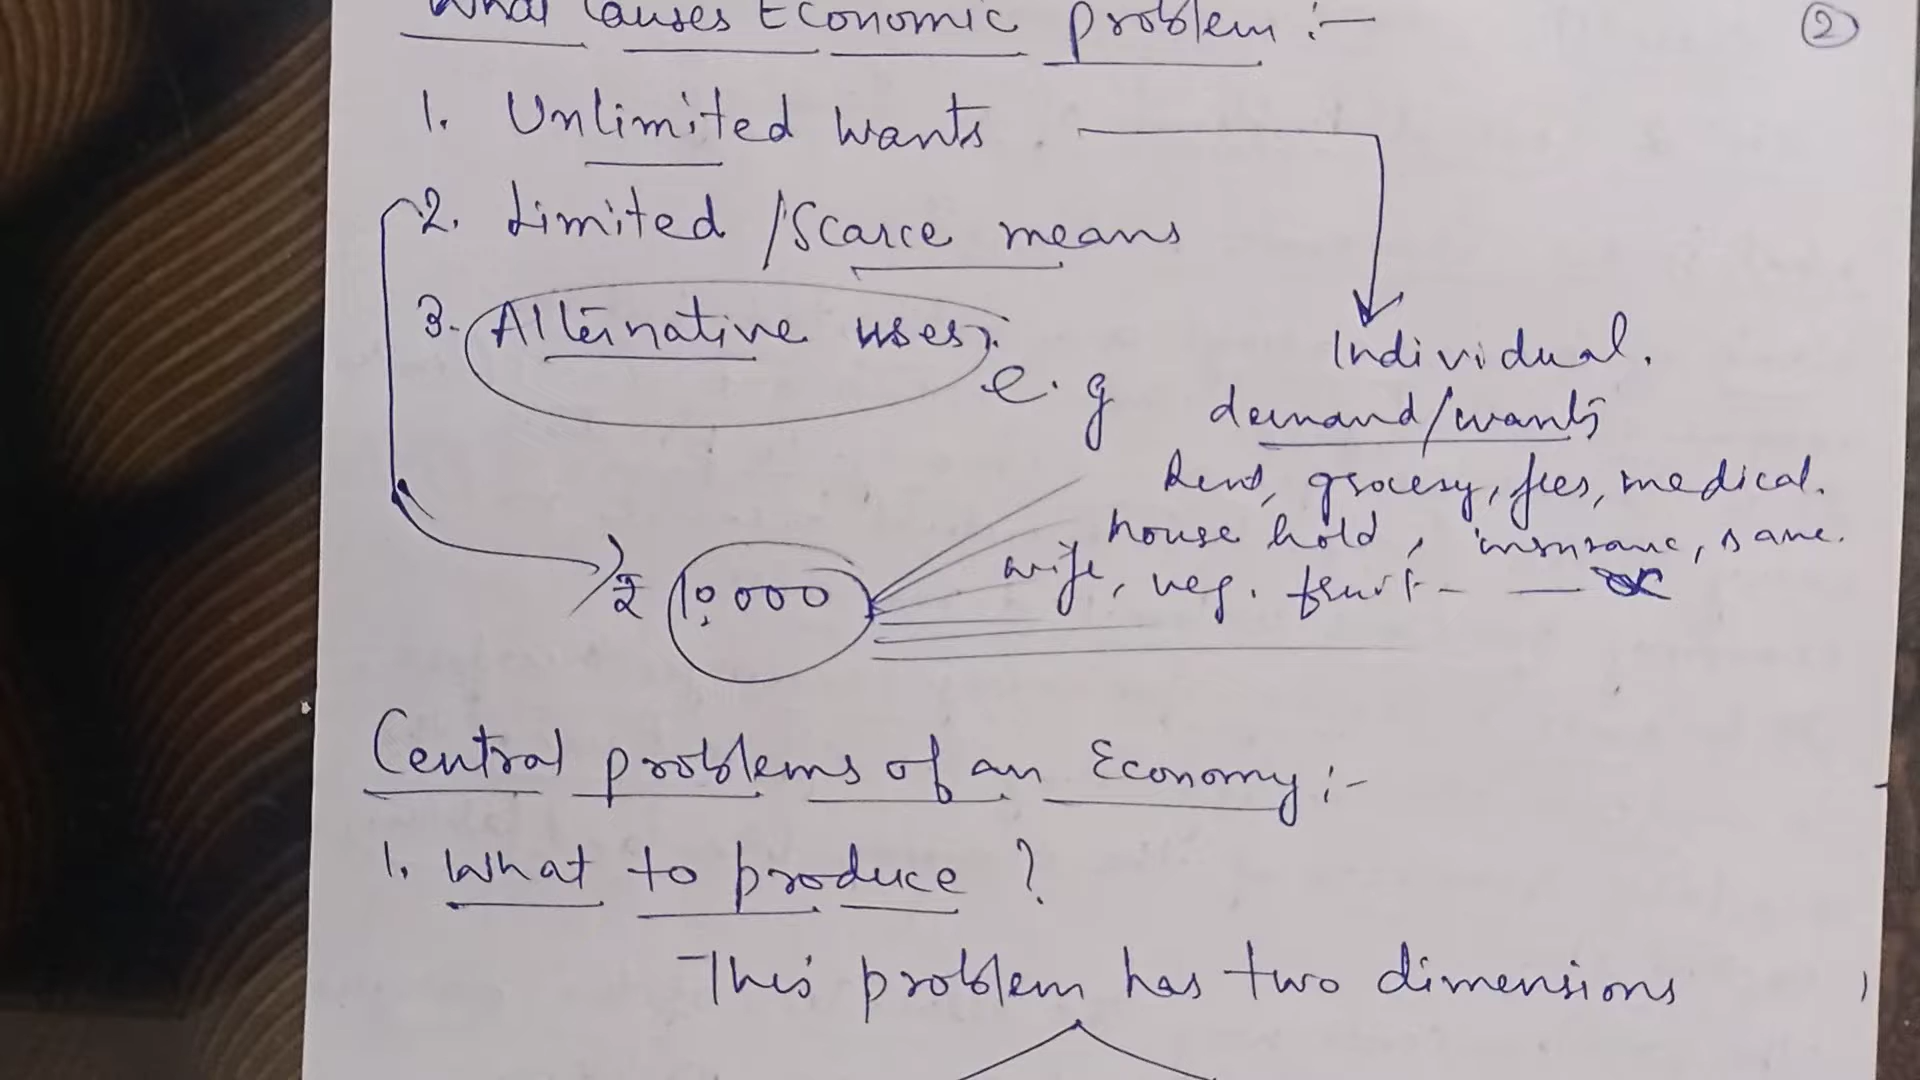 What Causes Economic problem :-
2
1. Unlimited wants
2. Limited /Scarce means
3. Alternative uses.
e.g
Individual.
demand/wants
Rent, grocery, fees, medical.
house hold, insurance, save.
wife, veg. fruit - —
₹ 10,000
Central problems of an Economy :-
1. What to produce ?
This problem has two dimensions